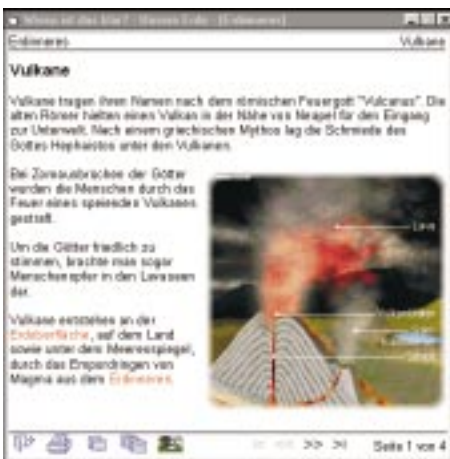 Wieso ist das klar? - Unsere Erde - [Erdinneres]
Erdinneres Vulkane
Vulkane
Vulkane tragen ihren Namen nach dem römischen Feuergott "Vulcanus". Die
alten Römer hielten einen Vulkan in der Nähe von Neapel für den Eingang
zur Unterwelt. Nach einem griechischen Mythos lag die Schmiede des
Gottes Hephaistos unter den Vulkanen.
Bei Zornausbrüchen der Götter
wurden die Menschen durch das
Feuer eines speienden Vulkanes
gestraft.
Um die Götter friedlich zu
stimmen, brachte man sogar
Menschenopfer in den Lavaseen
dar.
Vulkane entstehen an der
Erdoberfläche, auf dem Land
sowie unter dem Meeresspiegel,
durch das Empordringen von
Magma aus dem Erdinneren.
Lava
Seite 1 von 4